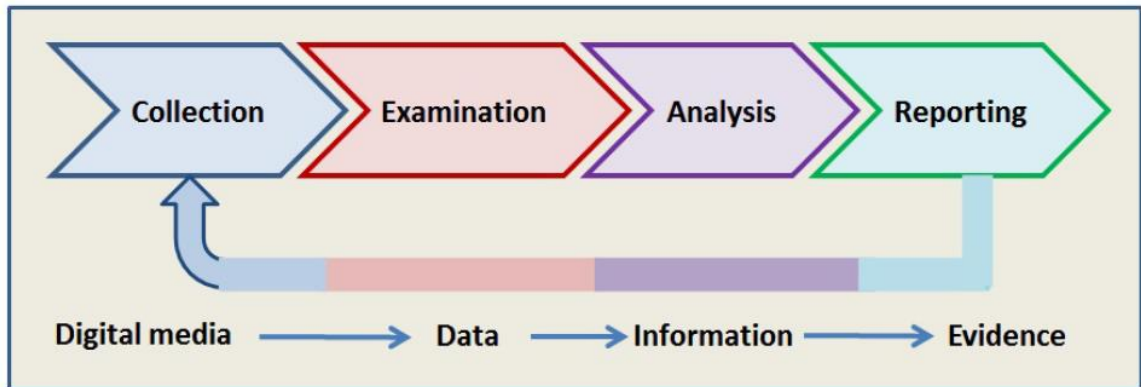 Collection Examination Analysis Reporting
Digital media Data Information Evidence